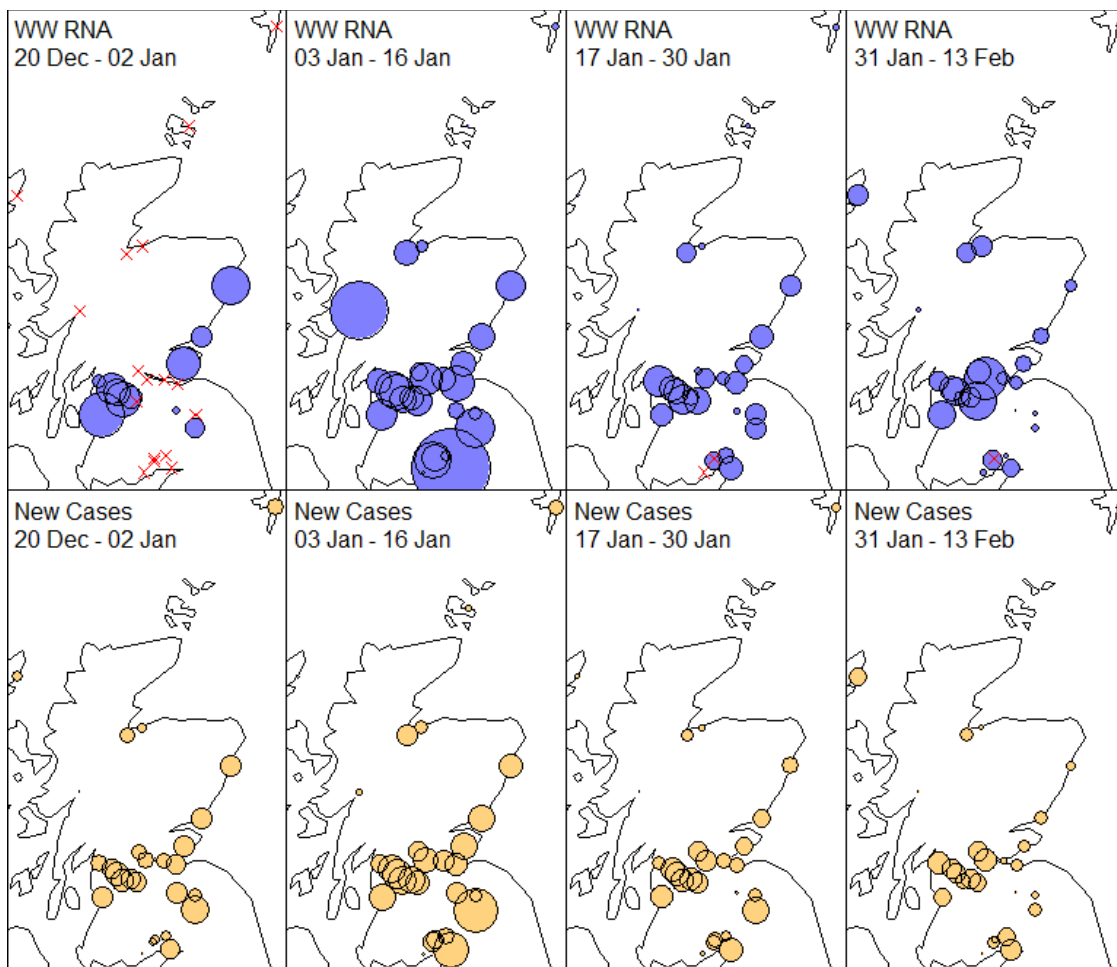 WW RNA
20 Dec - 02 Jan
WW RNA
03 Jan - 16 Jan
WW RNA
17 Jan - 30 Jan
WW RNA
31 Jan - 13 Feb
New Cases
20 Dec - 02 Jan
New Cases
03 Jan - 16 Jan
New Cases
17 Jan - 30 Jan
New Cases
31 Jan - 13 Feb